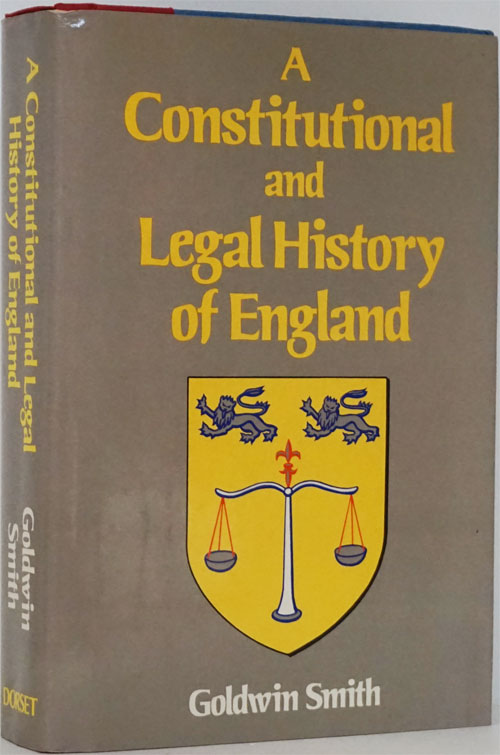 A
Constitutional
and
Legal History
of England
Goldwin Smith
A Constitutional and Legal
History of England
Goldwin
Smith
DORSET